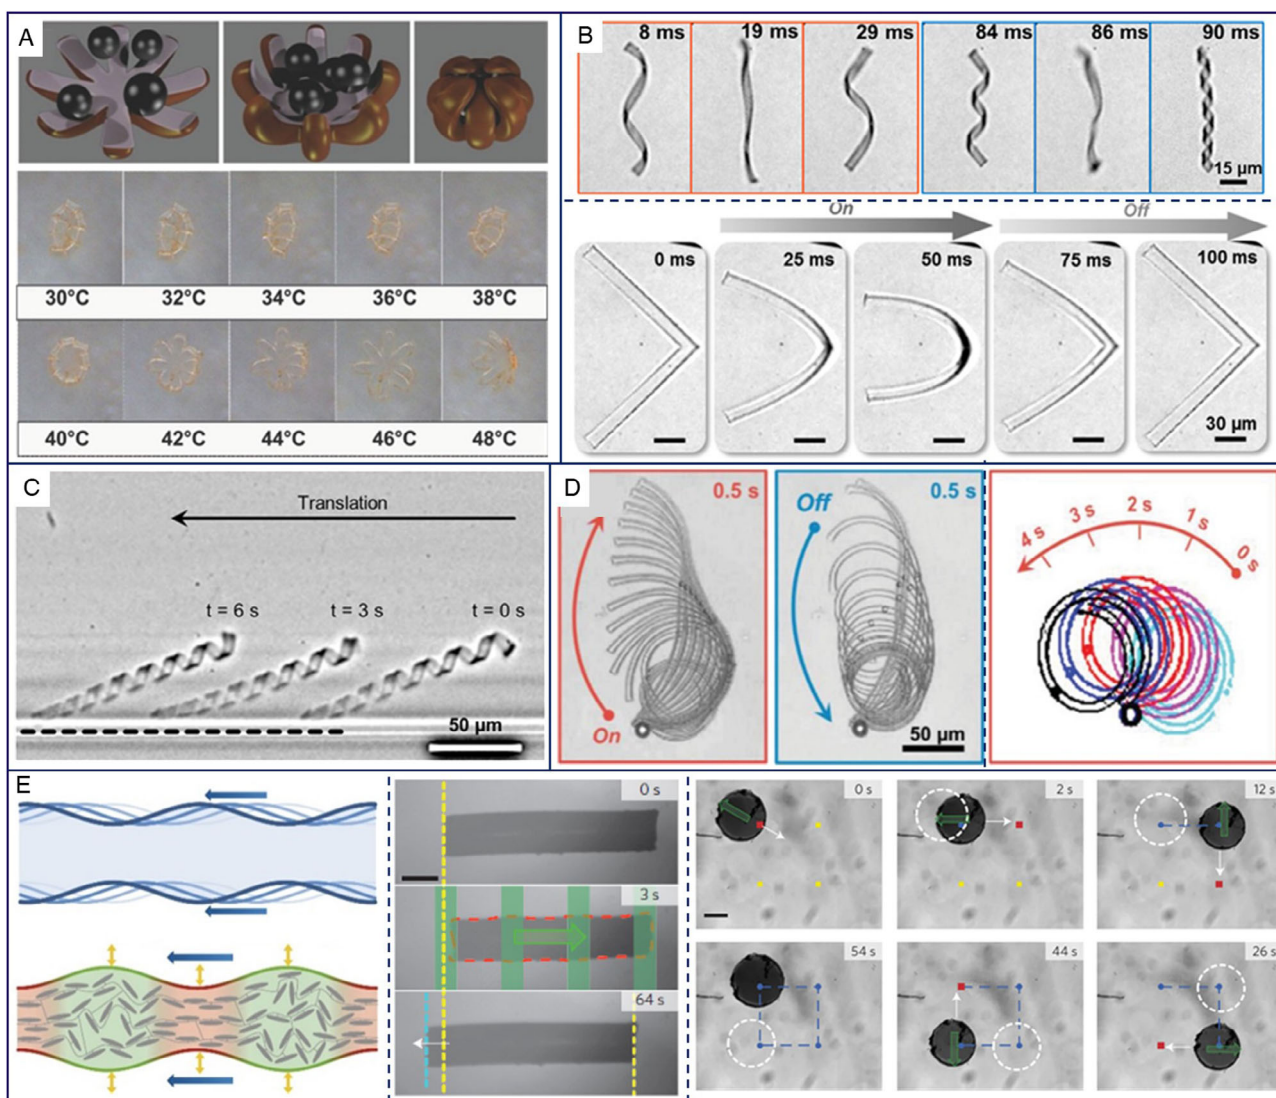 A
30°C 32°C 34°C 36°C 38°C
40°C 42°C 44°C 46°C 48°C
B
8 ms 19 ms 29 ms 84 ms 86 ms 90 ms
15 µm
On Off
0 ms 25 ms 50 ms 75 ms 100 ms
30 µm
C
Translation
t = 6 s t = 3 s t = 0 s
50 µm
D
0.5 s
On
0.5 s
Off
50 µm
4 s 3 s 2 s 1 s 0 s
E
0 s
3 s
64 s
0 s 2 s 12 s
54 s 44 s 26 s